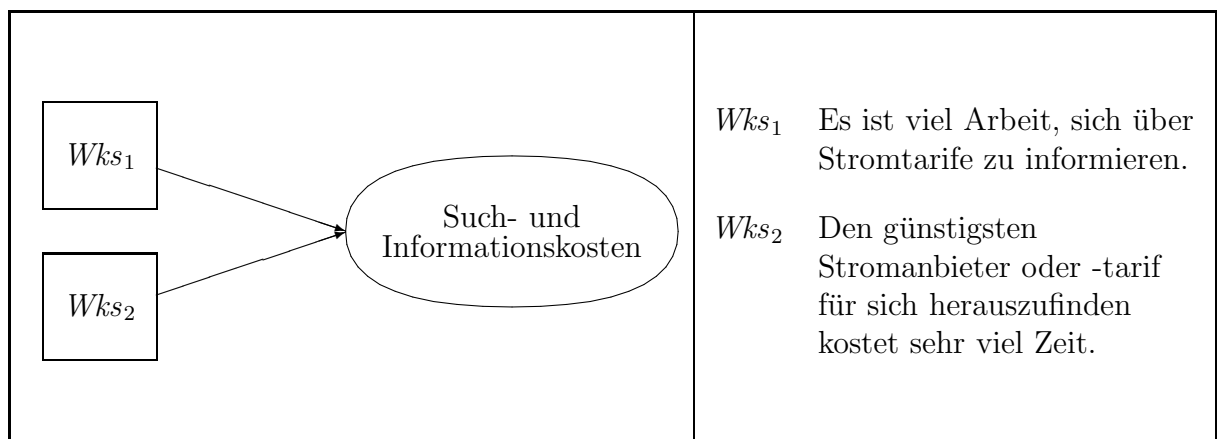 Wks₁
Wks₂
Such- und
Informationskosten
Wks₁ Es ist viel Arbeit, sich über
Stromtarife zu informieren.
Wks₂ Den günstigsten
Stromanbieter oder -tarif
für sich herauszufinden
kostet sehr viel Zeit.